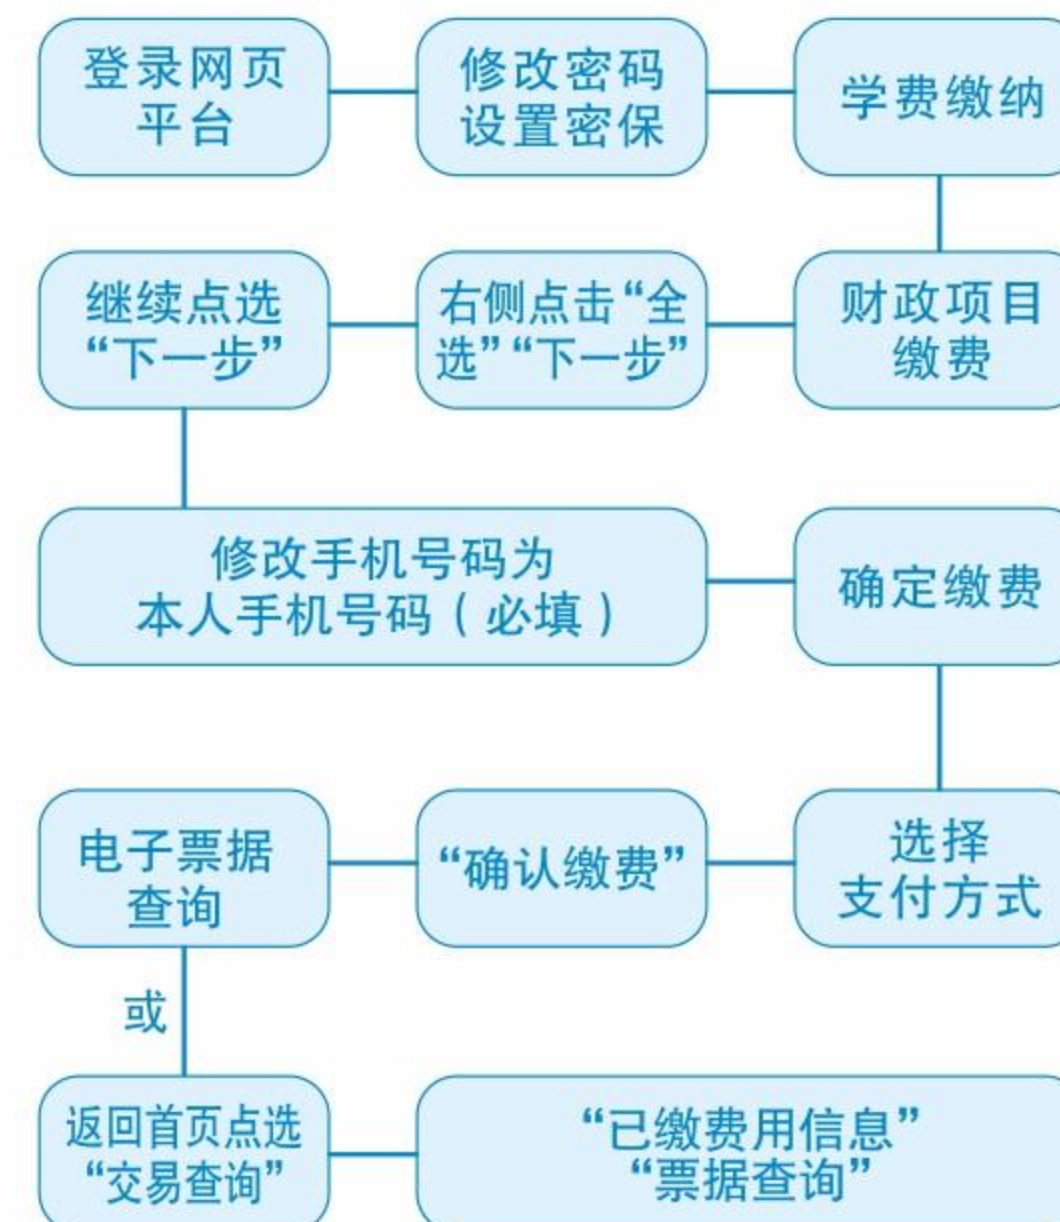 登录网页
平台
修改密码
设置密保
学费缴纳
继续点选
“下一步”
右侧点击“全
选”“下一步”
财政项目
缴费
修改手机号码为
本人手机号码（必填）
确定缴费
电子票据
查询
“确认缴费”
选择
支付方式
或
返回首页点选
“交易查询”
“已缴费用信息”
“票据查询”